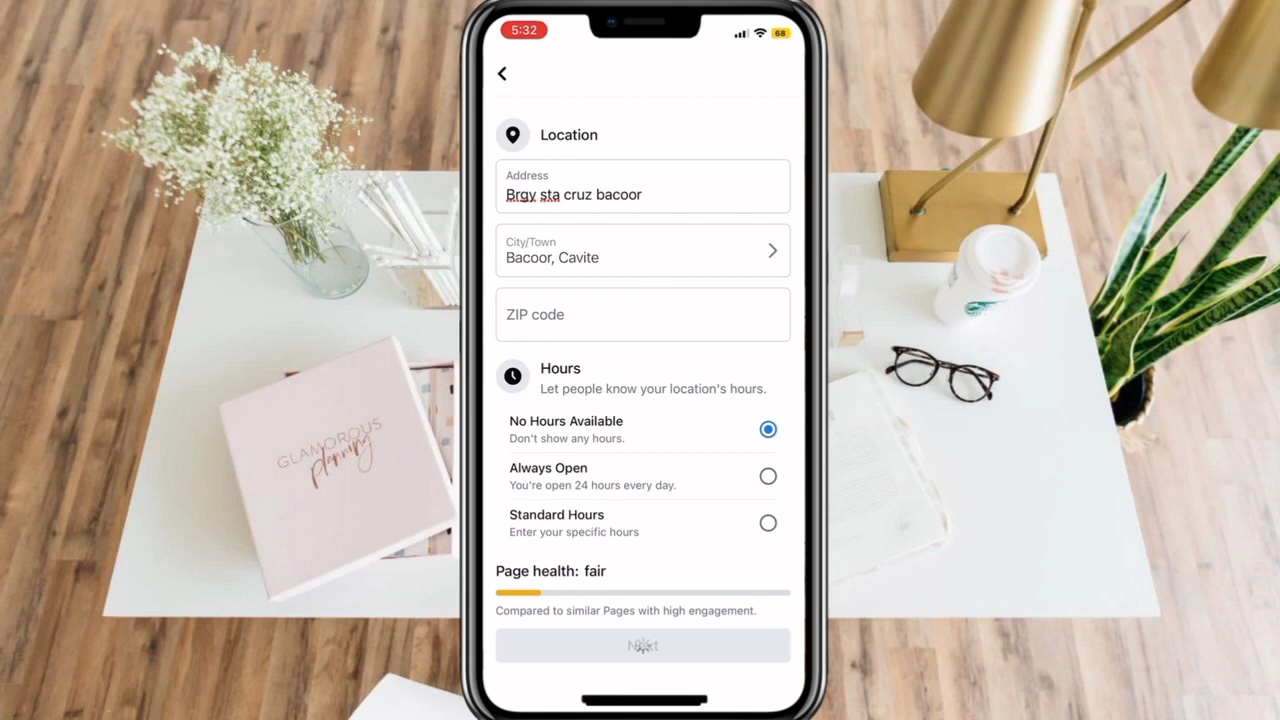 5:32
68
Location
Address
Brgy sta cruz bacoor
City/Town
Bacoor, Cavite
ZIP code
Hours
Let people know your location's hours.
No Hours Available
Don't show any hours.
Always Open
You're open 24 hours every day.
Standard Hours
Enter your specific hours
Page health: fair
Compared to similar Pages with high engagement.
Next
GLAMOROUS
planning